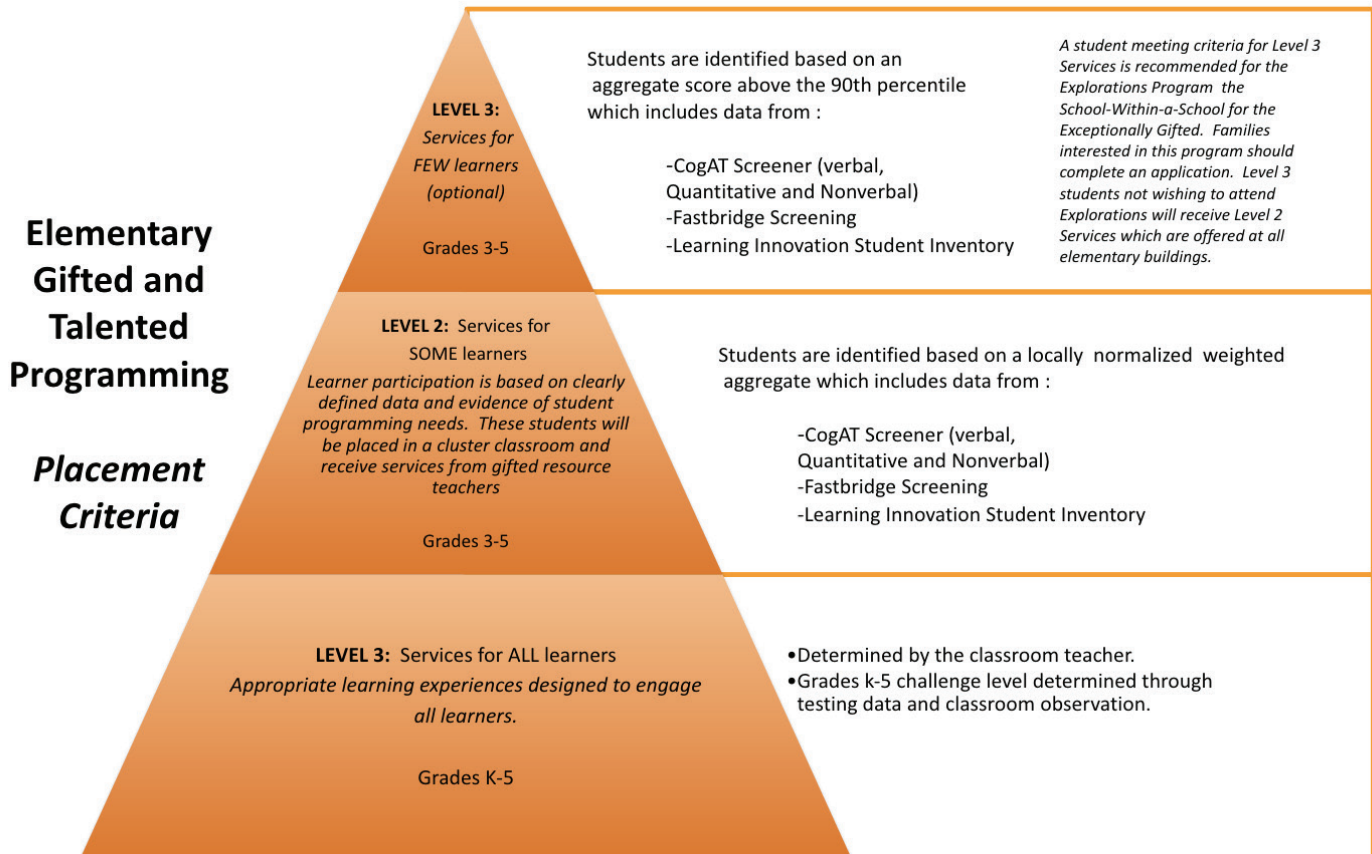 Elementary
Gifted and
Talented
Programming
Placement
Criteria
LEVEL 3:
Services for
FEW learners
(optional)
Grades 3-5
Students are identified based on an
aggregate score above the 90th percentile
which includes data from :
-CogAT Screener (verbal,
Quantitative and Nonverbal)
-Fastbridge Screening
-Learning Innovation Student Inventory
A student meeting criteria for Level 3
Services is recommended for the
Explorations Program the
School-Within-a-School for the
Exceptionally Gifted. Families
interested in this program should
complete an application. Level 3
students not wishing to attend
Explorations will receive Level 2
Services which are offered at all
elementary buildings.
LEVEL 2: Services for
SOME learners
Learner participation is based on clearly
defined data and evidence of student
programming needs. These students will
be placed in a cluster classroom and
receive services from gifted resource
teachers
Grades 3-5
Students are identified based on a locally normalized weighted
aggregate which includes data from :
-CogAT Screener (verbal,
Quantitative and Nonverbal)
-Fastbridge Screening
-Learning Innovation Student Inventory
LEVEL 3: Services for ALL learners
Appropriate learning experiences designed to engage
all learners.
Grades K-5
•Determined by the classroom teacher.
•Grades k-5 challenge level determined through
testing data and classroom observation.